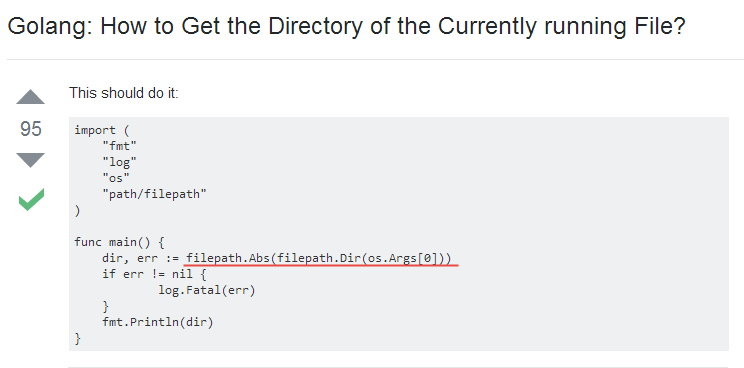 Golang: How to Get the Directory of the Currently running File?
This should do it:
95
import (
"fmt"
"log"
"os"
"path/filepath"
)
func main() {
dir, err := filepath.Abs(filepath.Dir(os.Args[0]))
if err != nil {
log.Fatal(err)
}
fmt.Println(dir)
}